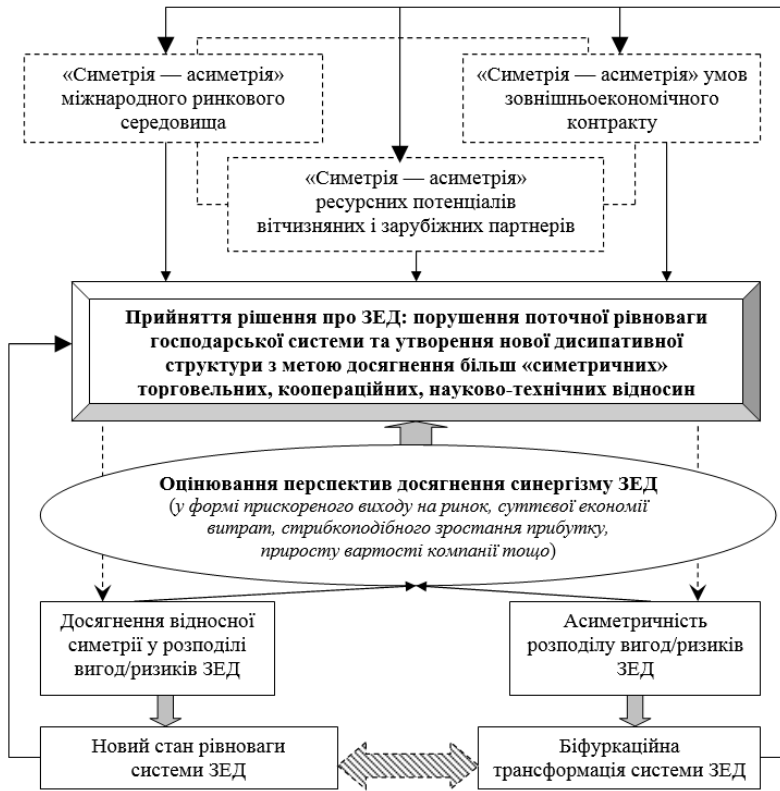 «Симетрія — асиметрія»
міжнародного ринкового
середовища
«Симетрія — асиметрія» умов
зовнішньоекономічного
контракту
«Симетрія — асиметрія»
ресурсних потенціалів
вітчизняних і зарубіжних партнерів
Прийняття рішення про ЗЕД: порушення поточної рівноваги
господарської системи та утворення нової дисипативної
структури з метою досягнення більш «симетричних»
торговельних, коопераційних, науково-технічних відносин
Оцінювання перспектив досягнення синергізму ЗЕД
(у формі прискореного виходу на ринок, суттєвої економії
витрат, стрибкоподібного зростання прибутку,
приросту вартості компанії тощо)
Досягнення відносної
симетрії у розподілі
вигод/ризиків ЗЕД
Асиметричність
розподілу вигод/ризиків
ЗЕД
Новий стан рівноваги
системи ЗЕД
Біфуркаційна
трансформація системи ЗЕД